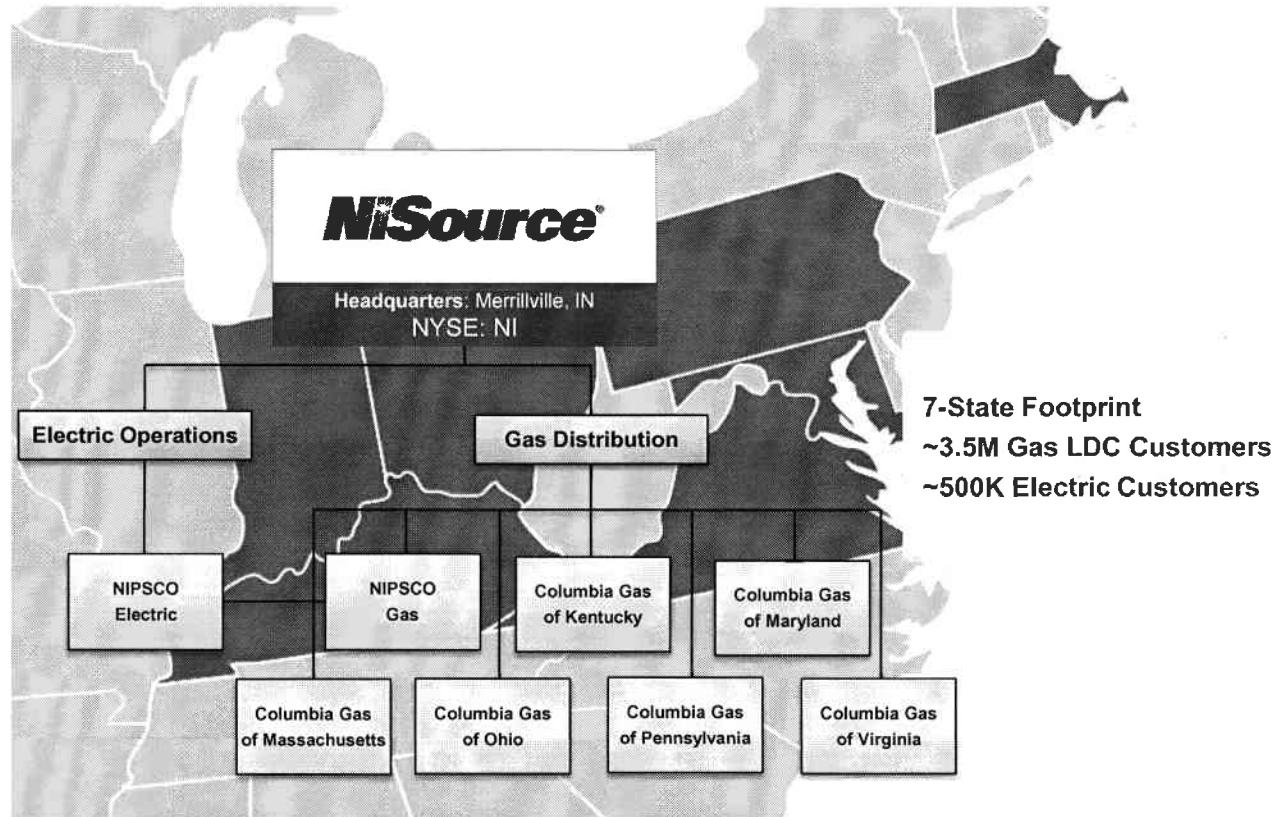 NiSource®
Headquarters: Merrillville, IN
NYSE: NI
Electric Operations
Gas Distribution
7-State Footprint
~3.5M Gas LDC Customers
~500K Electric Customers
NIPSCO
Electric
NIPSCO
Gas
Columbia Gas
of Kentucky
Columbia Gas
of Maryland
Columbia Gas
of Massachusetts
Columbia Gas
of Ohio
Columbia Gas
of Pennsylvania
Columbia Gas
of Virginia